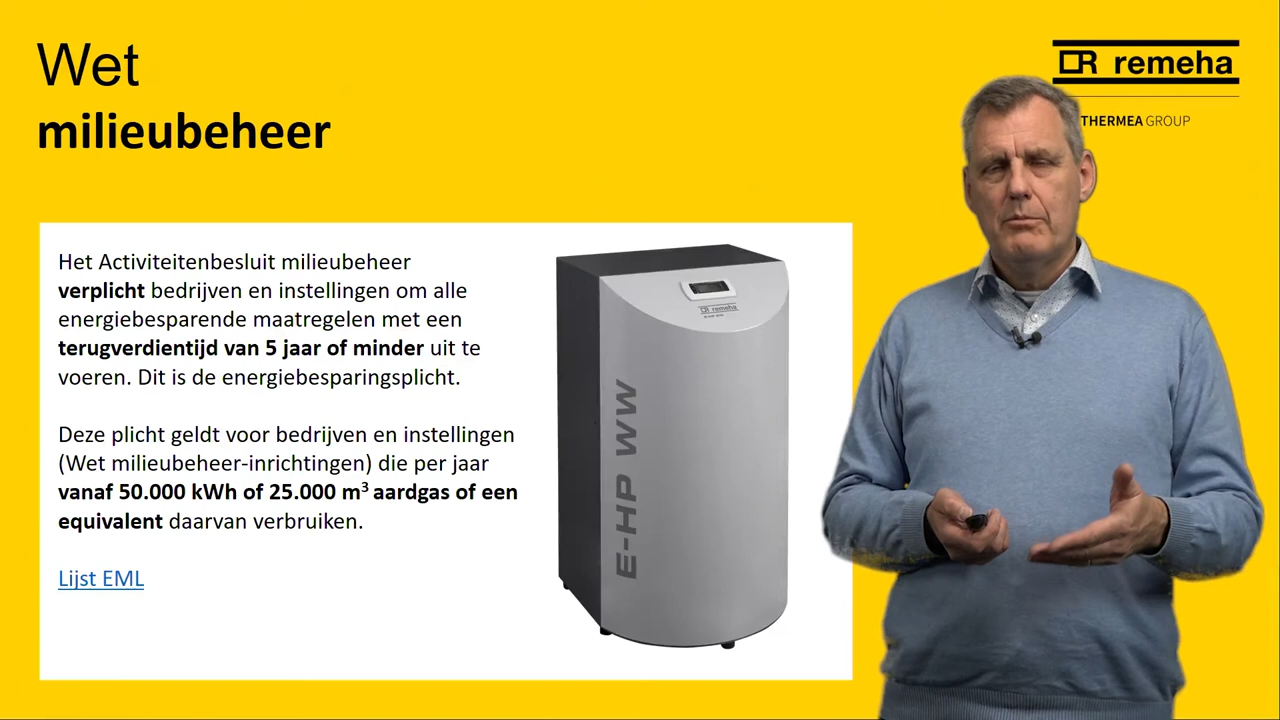 Wet
milieubeheer
remeha
THERMEA GROUP
Het Activiteitenbesluit milieubeheer
verplicht bedrijven en instellingen om alle
energiebesparende maatregelen met een
terugverdientijd van 5 jaar of minder uit te
voeren. Dit is de energiebesparingsplicht.
Deze plicht geldt voor bedrijven en instellingen
(Wet milieubeheer-inrichtingen) die per jaar
vanaf 50.000 kWh of 25.000 m³ aardgas of een
equivalent daarvan verbruiken.
Lijst EML
remeha
E-HP WW